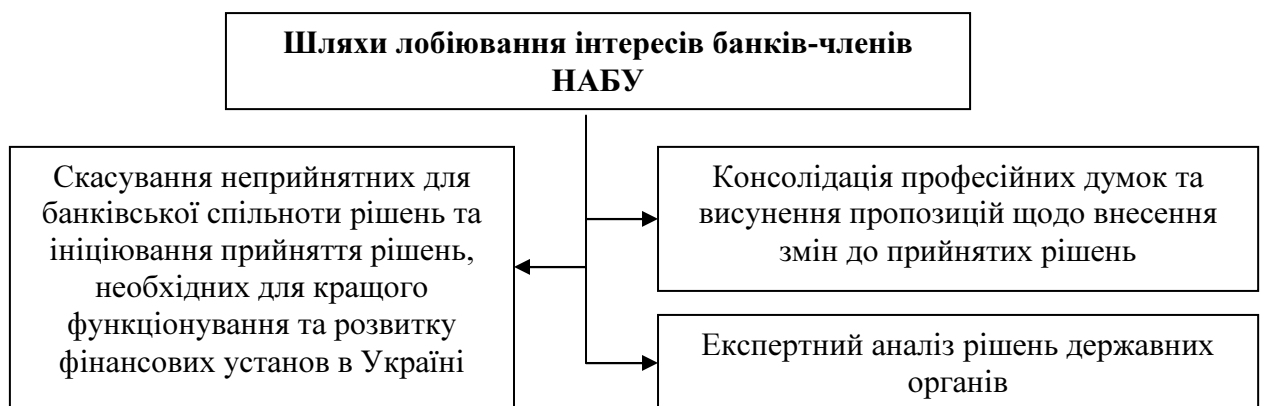 Шляхи лобіювання інтересів банків-членів
НАБУ
Скасування неприйнятних для
банківської спільноти рішень та
ініціювання прийняття рішень,
необхідних для кращого
функціонування та розвитку
фінансових установ в Україні
Консолідація професійних думок та
висунення пропозицій щодо внесення
змін до прийнятих рішень
Експертний аналіз рішень державних
органів